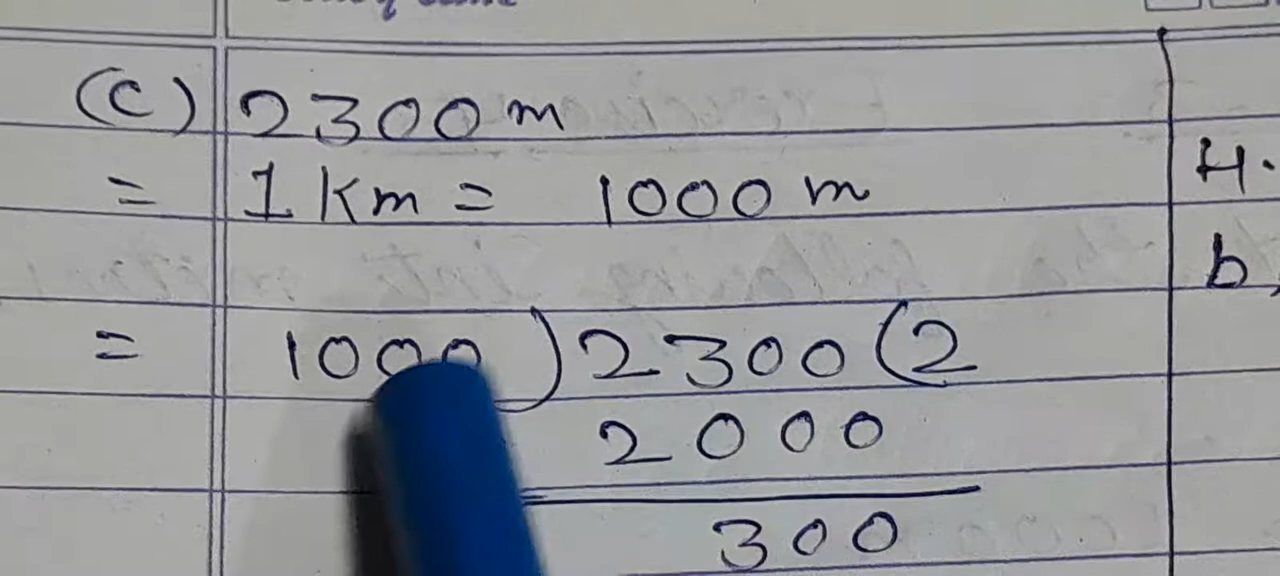 (c) 2300 m
= 1 Km = 1000 m
= 1000 ) 2300 ( 2
2000
300
H.
b,